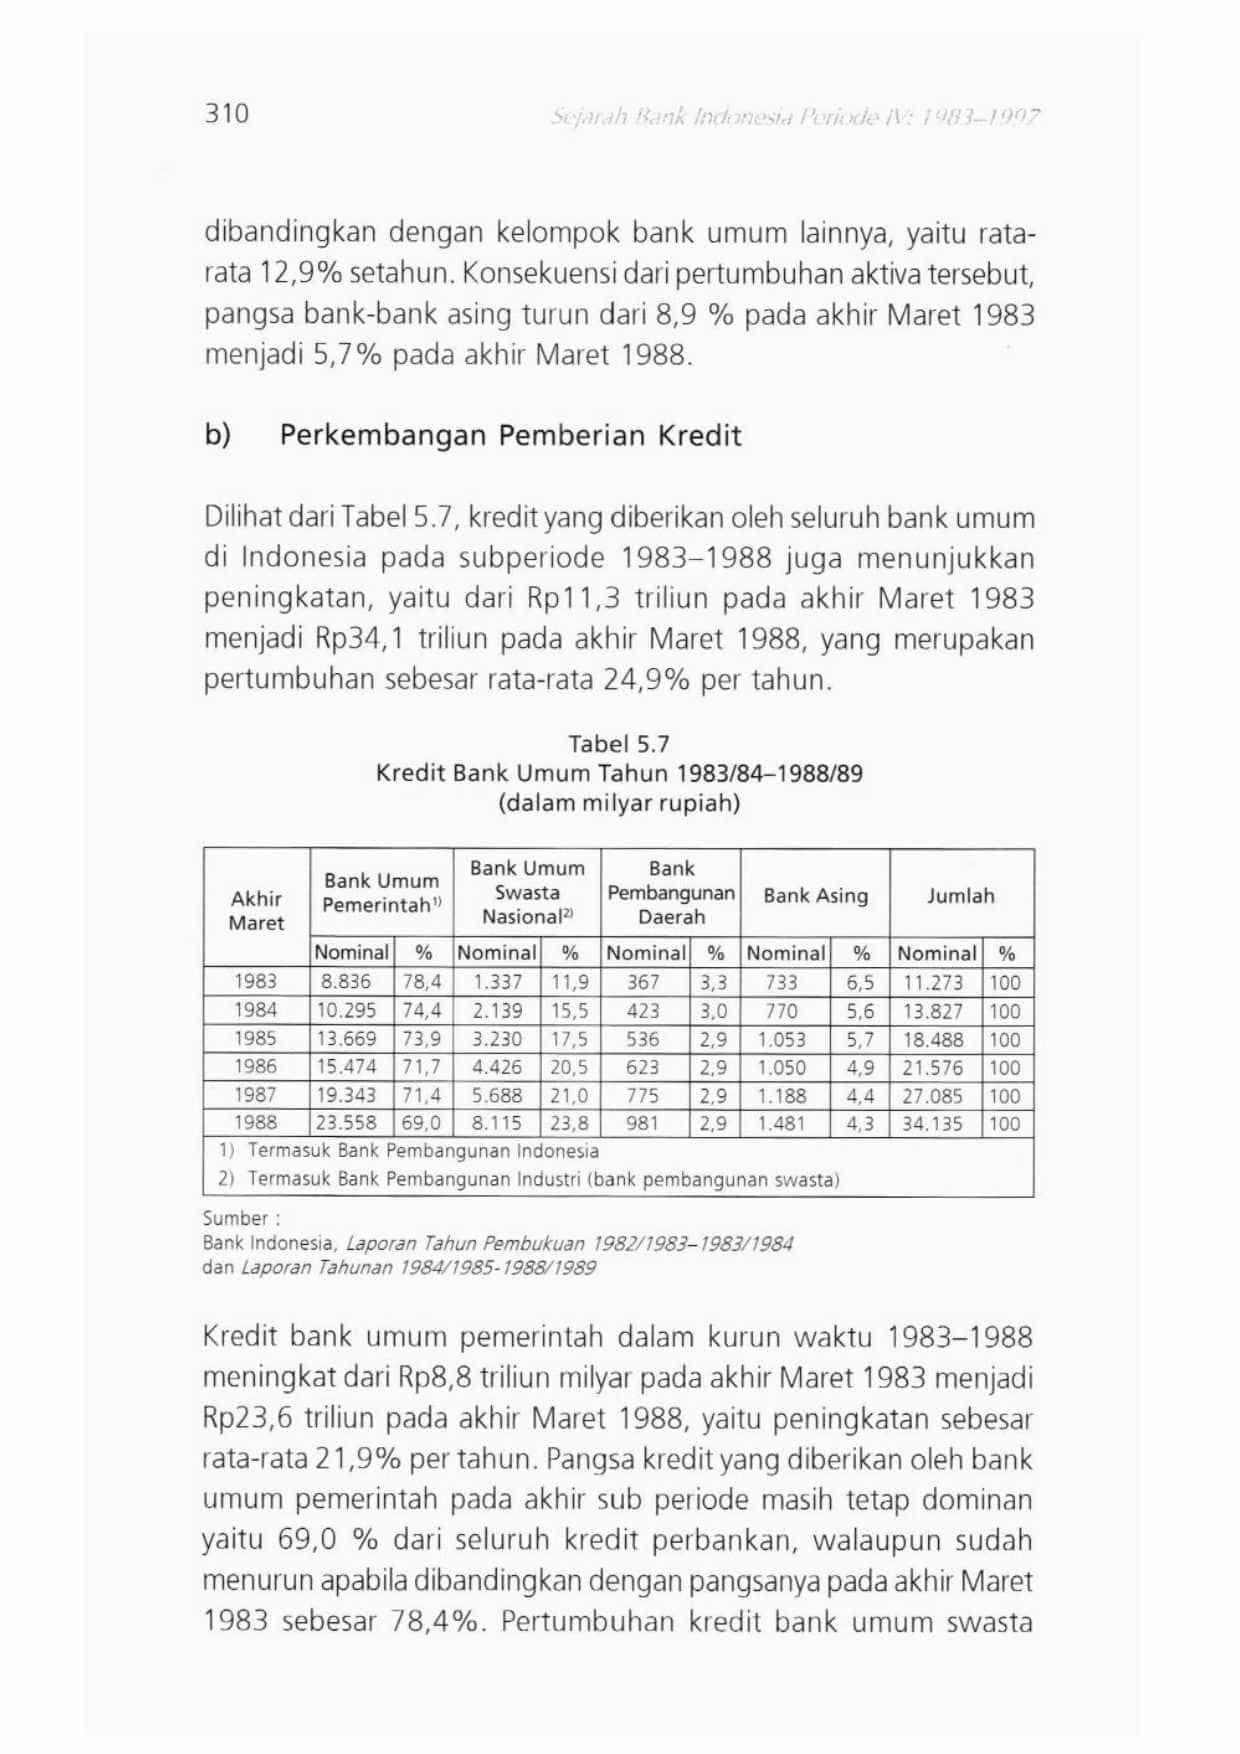 310
Sejarah Bank Indonesia Periode IV: 1983–1997
dibandingkan dengan kelompok bank umum lainnya, yaitu rata-
rata 12,9% setahun. Konsekuensi dari pertumbuhan aktiva tersebut,
pangsa bank-bank asing turun dari 8,9 % pada akhir Maret 1983
menjadi 5,7% pada akhir Maret 1988.
b) Perkembangan Pemberian Kredit
Dilihat dari Tabel 5.7, kredit yang diberikan oleh seluruh bank umum
di Indonesia pada subperiode 1983–1988 juga menunjukkan
peningkatan, yaitu dari Rp11,3 triliun pada akhir Maret 1983
menjadi Rp34,1 triliun pada akhir Maret 1988, yang merupakan
pertumbuhan sebesar rata-rata 24,9% per tahun.
Tabel 5.7
Kredit Bank Umum Tahun 1983/84–1988/89
(dalam milyar rupiah)
Akhir Maret | Bank Umum Pemerintah1) | Bank Umum Swasta Nasional2) | Bank Pembangunan Daerah | Bank Asing | Jumlah
Nominal | % | Nominal | % | Nominal | % | Nominal | % | Nominal | %
1983 | 8.836 | 78,4 | 1.337 | 11,9 | 367 | 3,3 | 733 | 6,5 | 11.273 | 100
1984 | 10.295 | 74,4 | 2.139 | 15,5 | 423 | 3,0 | 770 | 5,6 | 13.827 | 100
1985 | 13.669 | 73,9 | 3.230 | 17,5 | 536 | 2,9 | 1.053 | 5,7 | 18.488 | 100
1986 | 15.474 | 71,7 | 4.426 | 20,5 | 623 | 2,9 | 1.050 | 4,9 | 21.576 | 100
1987 | 19.343 | 71,4 | 5.688 | 21,0 | 775 | 2,9 | 1.188 | 4,4 | 27.085 | 100
1988 | 23.558 | 69,0 | 8.115 | 23,8 | 981 | 2,9 | 1.481 | 4,3 | 34.135 | 100
1) Termasuk Bank Pembangunan Indonesia
2) Termasuk Bank Pembangunan Industri (bank pembangunan swasta)
Sumber :
Bank Indonesia, Laporan Tahun Pembukuan 1982/1983–1983/1984
dan Laporan Tahunan 1984/1985-1988/1989
Kredit bank umum pemerintah dalam kurun waktu 1983–1988
meningkat dari Rp8,8 triliun milyar pada akhir Maret 1983 menjadi
Rp23,6 triliun pada akhir Maret 1988, yaitu peningkatan sebesar
rata-rata 21,9% per tahun. Pangsa kredit yang diberikan oleh bank
umum pemerintah pada akhir sub periode masih tetap dominan
yaitu 69,0 % dari seluruh kredit perbankan, walaupun sudah
menurun apabila dibandingkan dengan pangsanya pada akhir Maret
1983 sebesar 78,4%. Pertumbuhan kredit bank umum swasta